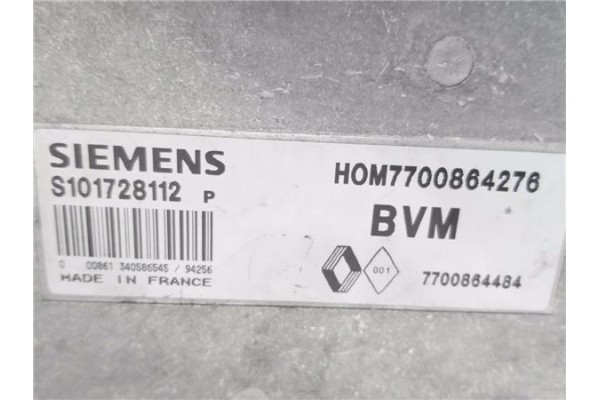 SIEMENS
S101728112 P
0 00861 340586545 / 94256
MADE IN FRANCE
HOM7700864276
BVM
001
7700864484